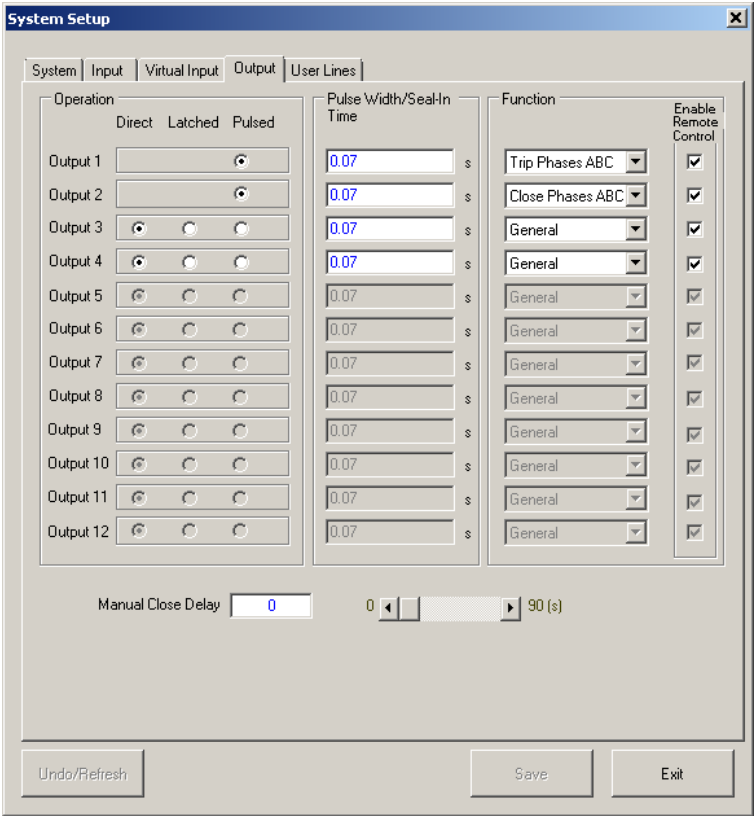 System Setup
System Input Virtual Input Output User Lines
Operation
Direct Latched Pulsed
Pulse Width/Seal-In
Time
Function
Enable
Remote
Control
Output 1 0.07 s Trip Phases ABC
Output 2 0.07 s Close Phases ABC
Output 3 0.07 s General
Output 4 0.07 s General
Output 5 0.07 s General
Output 6 0.07 s General
Output 7 0.07 s General
Output 8 0.07 s General
Output 9 0.07 s General
Output 10 0.07 s General
Output 11 0.07 s General
Output 12 0.07 s General
Manual Close Delay 0 0 90 (s)
Undo/Refresh Save Exit